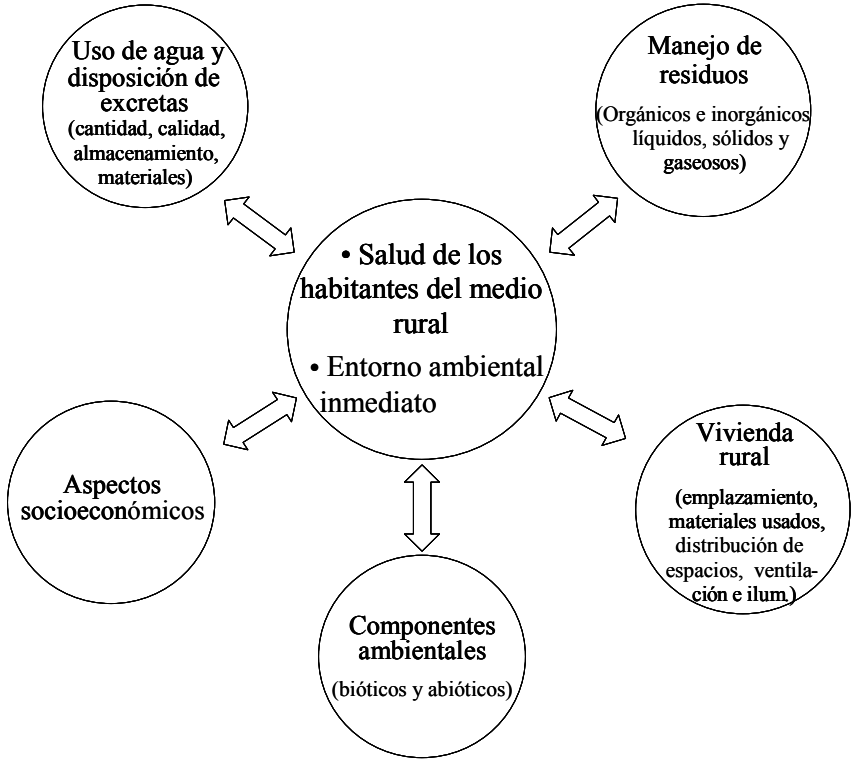 Uso de agua y
disposición de
excretas
(cantidad, calidad,
almacenamiento,
materiales)
Manejo de
residuos
(Orgánicos e inorgánicos
líquidos, sólidos y
gaseosos)
• Salud de los
habitantes del medio
rural
• Entorno ambiental
inmediato
Aspectos
socioeconómicos
Vivienda
rural
(emplazamiento,
materiales usados,
distribución de
espacios, ventila-
ción e ilum.)
Componentes
ambientales
(bióticos y abióticos)